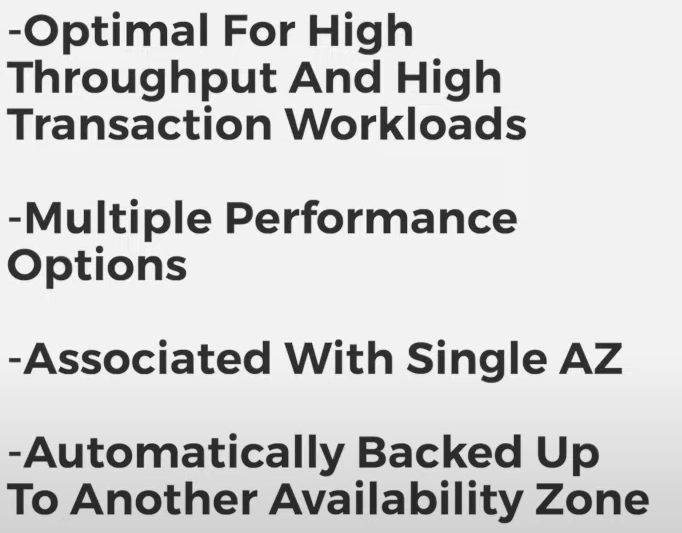 -Optimal For High
Throughput And High
Transaction Workloads
-Multiple Performance
Options
-Associated With Single AZ
-Automatically Backed Up
To Another Availability Zone